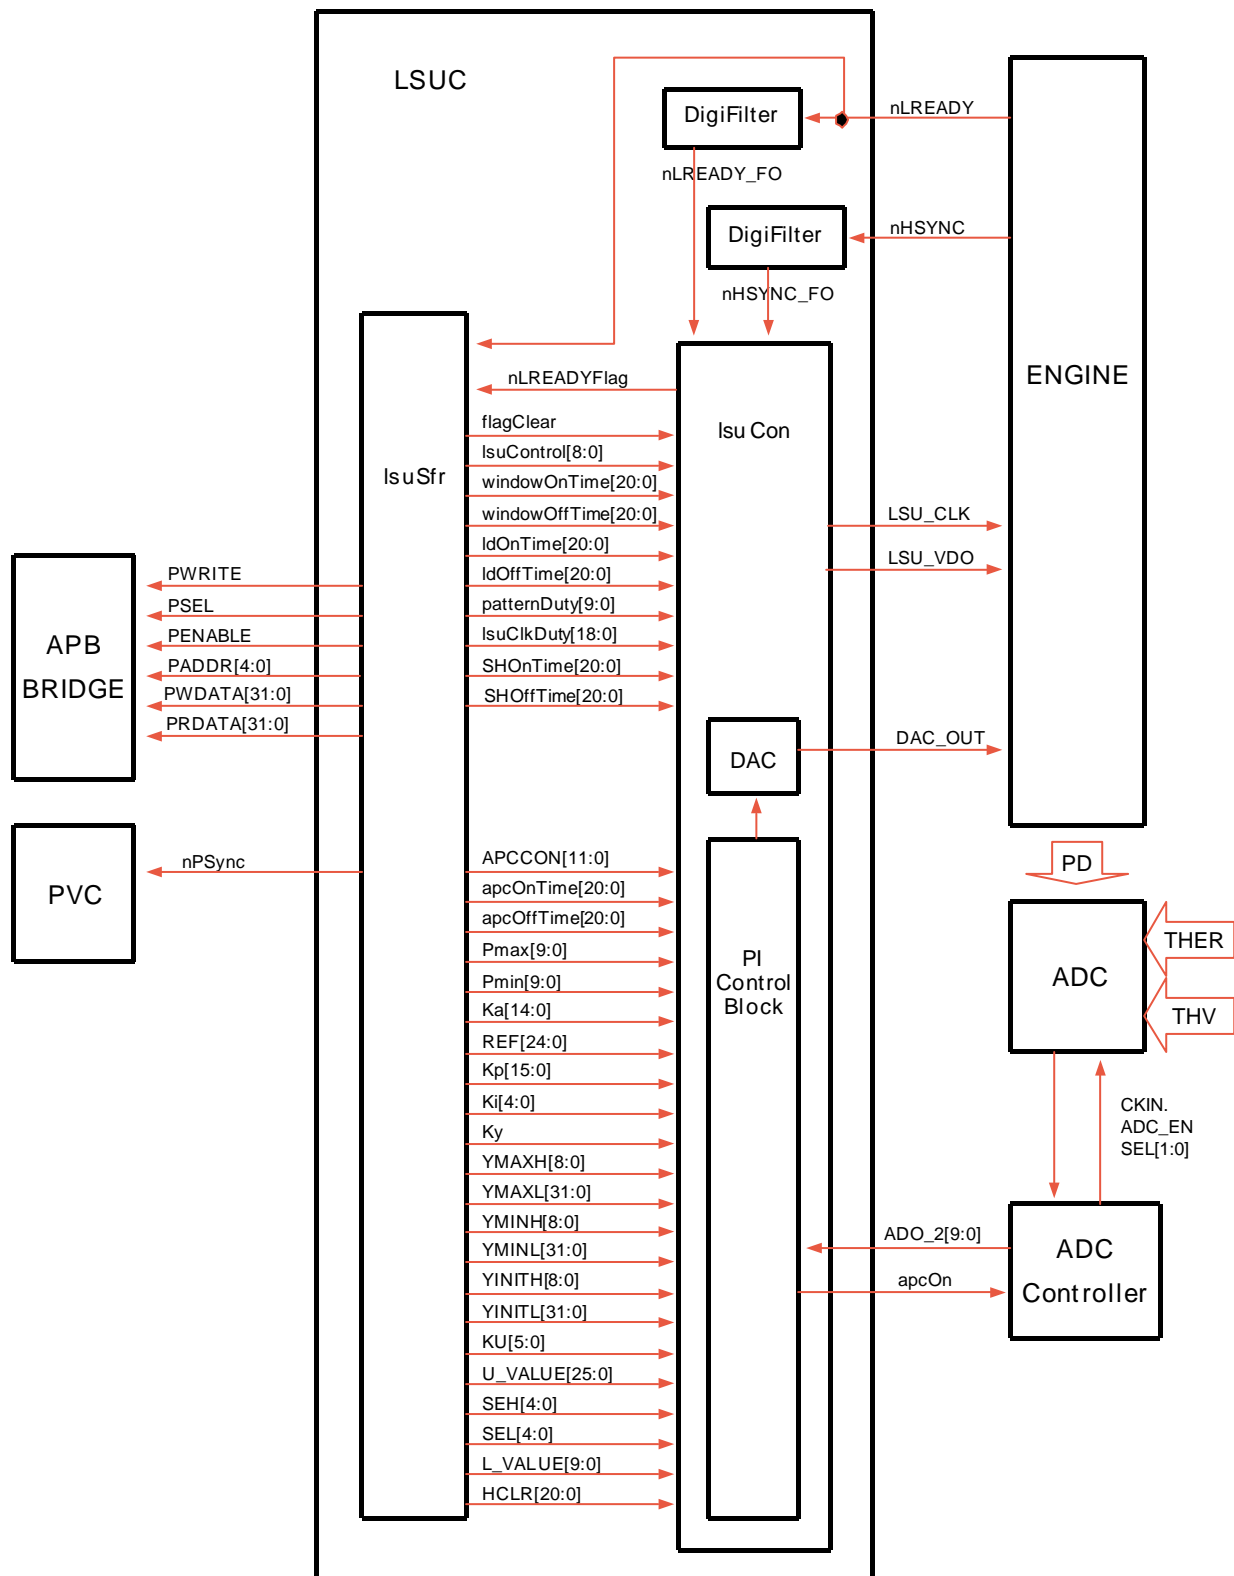 LSUC
DigiFilter
nLREADY
nLREADY_FO
DigiFilter
nHSYNC
nHSYNC_FO
ENGINE
nLREADYFlag
flagClear
lsuCon
lsuControl[8:0]
lsuSfr
windowOnTime[20:0]
windowOffTime[20:0]
LSU_CLK
ldOnTime[20:0]
LSU_VDO
ldOffTime[20:0]
PWRITE
patternDuty[9:0]
PSEL
lsuClkDuty[18:0]
PENABLE
APB
BRIDGE
SHOnTime[20:0]
PADDR[4:0]
SHOffTime[20:0]
PWDATA[31:0]
PRDATA[31:0]
DAC
DAC_OUT
nPSync
PVC
APCCON[11:0]
PD
apcOnTime[20:0]
apcOffTime[20:0]
THER
Pmax[9:0]
PI
Control
Block
ADC
Pmin[9:0]
Ka[14:0]
THV
REF[24:0]
Kp[15:0]
Ki[4:0]
CKIN.
ADC_EN
SEL[1:0]
Ky
YMAXH[8:0]
YMAXL[31:0]
YMINH[8:0]
ADO_2[9:0]
ADC
Controller
YMINL[31:0]
YINITH[8:0]
apcOn
YINITL[31:0]
KU[5:0]
U_VALUE[25:0]
SEH[4:0]
SEL[4:0]
L_VALUE[9:0]
HCLR[20:0]